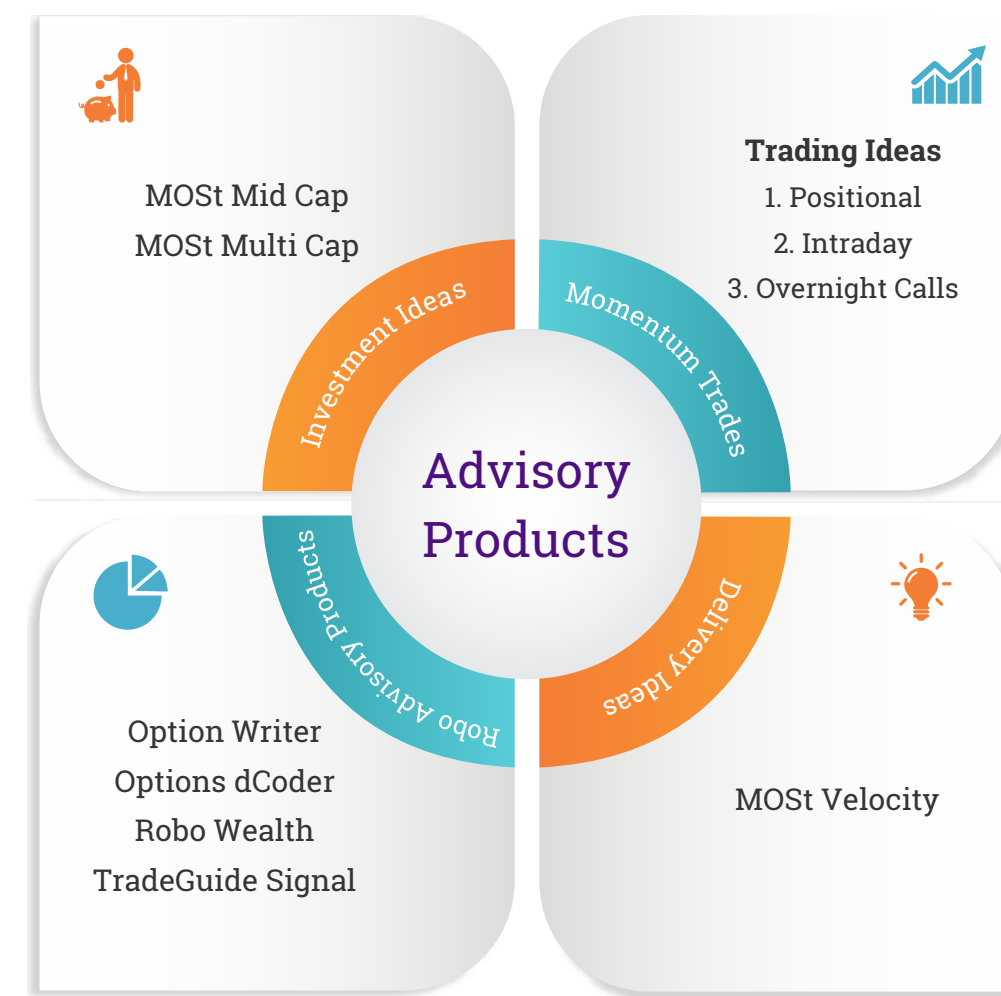 MOSt Mid Cap
MOSt Multi Cap
Investment Ideas
Trading Ideas
1. Positional
2. Intraday
3. Overnight Calls
Momentum Trades
Advisory
Products
Robo Advisory Products
Option Writer
Options dCoder
Robo Wealth
TradeGuide Signal
Delivery Ideas
MOSt Velocity